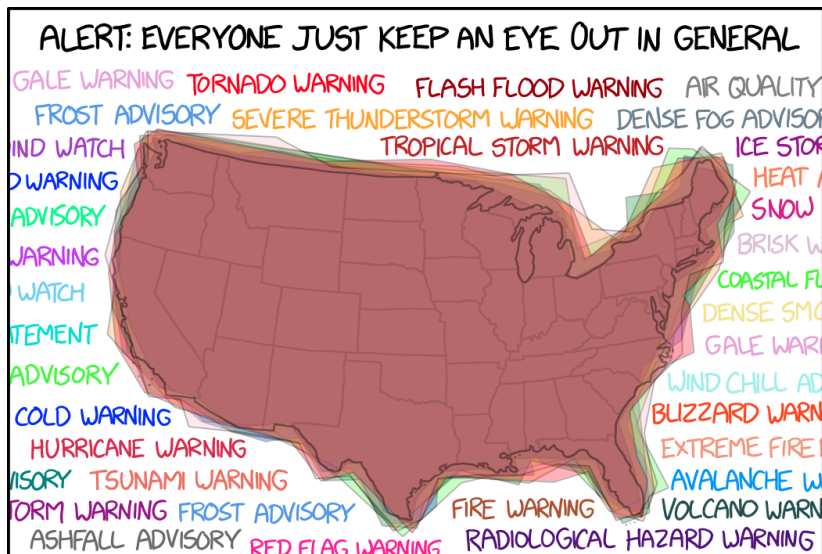 ALERT: EVERYONE JUST KEEP AN EYE OUT IN GENERAL
GALE WARNING TORNADO WARNING FLASH FLOOD WARNING AIR QUALITY
FROST ADVISORY SEVERE THUNDERSTORM WARNING DENSE FOG ADVISOR
IND WATCH TROPICAL STORM WARNING ICE STOR
D WARNING HEAT A
ADVISORY SNOW
WARNING BRISK W
WATCH COASTAL FL
TEMENT DENSE SMO
ADVISORY GALE WARN
WIND CHILL AD
COLD WARNING BLIZZARD WARN
HURRICANE WARNING EXTREME FIRE
VISORY TSUNAMI WARNING AVALANCHE W
TORM WARNING FROST ADVISORY FIRE WARNING VOLCANO WARN
ASHFALL ADVISORY RED FLAG WARNING RADIOLOGICAL HAZARD WARNING